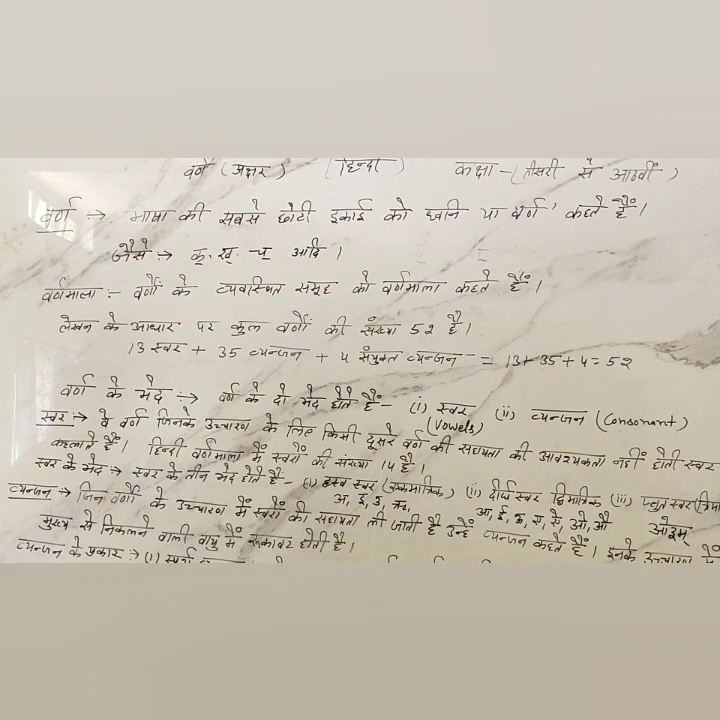 वर्ण (अक्षर) (हिन्दी) कक्षा - (तीसरी से आठवीं)
वर्ण → भाषा की सबसे छोटी इकाई को ध्वनि या वर्ण' कहते हैं।
जैसे → क्, ख्, च् आदि।
वर्णमाला :- वर्णों के व्यवस्थित समूह को वर्णमाला कहते हैं।
लेखन के आधार पर कुल वर्णों की संख्या 52 है।
13 स्वर + 35 व्यन्जन + 4 संयुक्त व्यन्जन = 13+35+4=52
वर्ण के भेद :→ वर्ण के दो भेद होते हैं- (i) स्वर (Vowels) (ii) व्यन्जन (Consonant)
स्वर :→ वे वर्ण जिनके उच्चारण के लिए किसी दूसरे वर्ण की सहायता की आवश्यकता नहीं होती स्वर
कहलाते हैं। हिन्दी वर्णमाला में स्वरों की संख्या 14 है।
स्वर के भेद → स्वर के तीन भेद होते हैं- (i) ह्रस्व स्वर (एकमात्रिक) (ii) दीर्घ स्वर द्विमात्रिक (iii) प्लुत स्वर
अ, इ, उ, ऋ, आ, ई, ऊ, ए, ऐ, ओ, औ ओइम्
व्यन्जन → जिन वर्णों के उच्चारण में स्वरों की सहायता ली जाती है उन्हें व्यन्जन कहते हैं। इनके उच्चारण में
मुख्य से निकलने वाली वायु में रूकावट होती है।
व्यन्जन के प्रकार :→ (i)